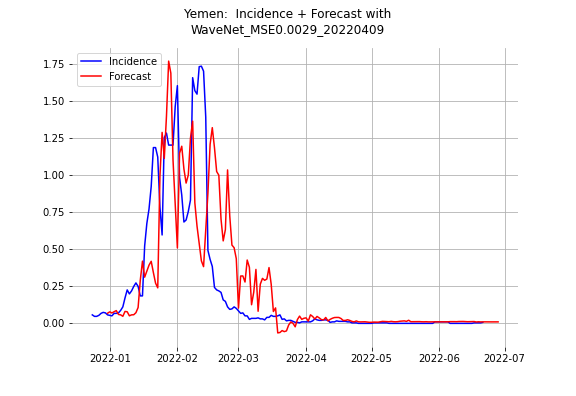 Yemen:  Incidence + Forecast with
WaveNet_MSE0.0029_20220409
Incidence
Forecast
1.75
1.50
1.25
1.00
0.75
0.50
0.25
0.00
2022-01 2022-02 2022-03 2022-04 2022-05 2022-06 2022-07